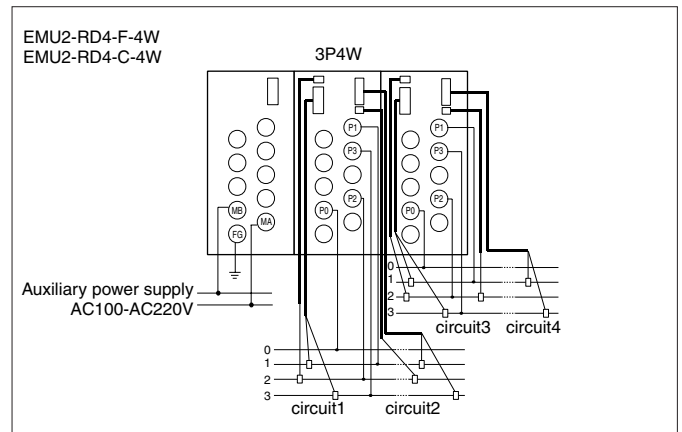 EMU2-RD4-F-4W
EMU2-RD4-C-4W
3P4W
P1
P3
P2
P0
P1
P3
P2
P0
MB
MA
FG
Auxiliary power supply
AC100-AC220V
0
1
2
3
circuit3 circuit4
0
1
2
3
circuit1 circuit2